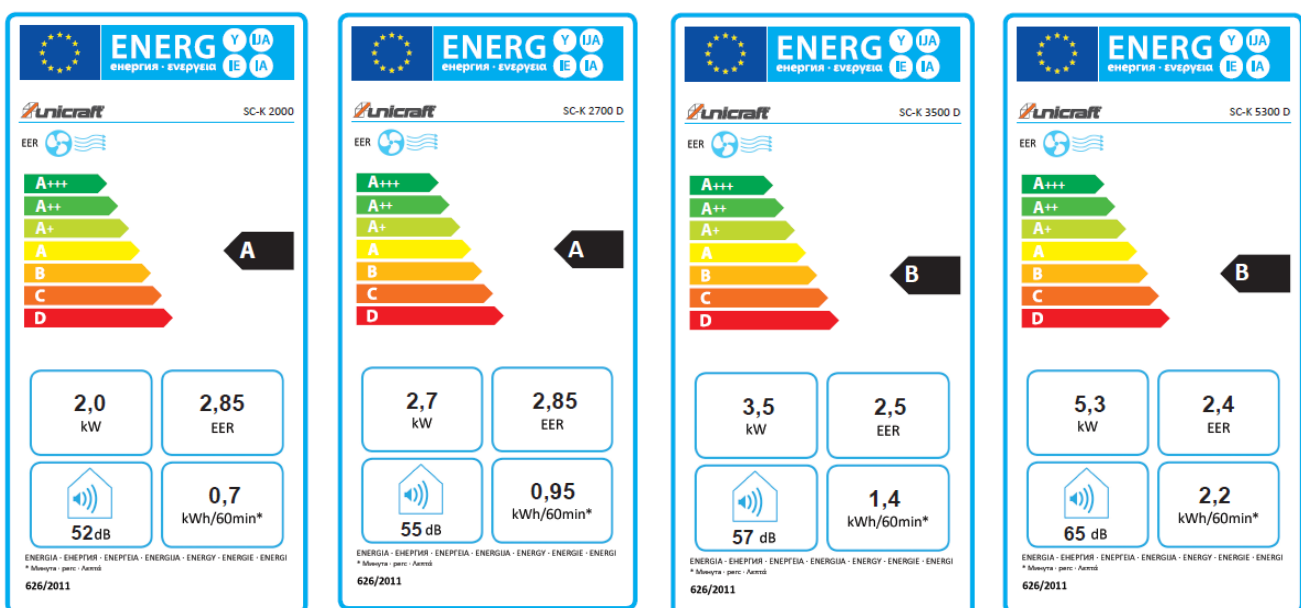 ENERG Y IJA IE IA
енергия · ενεργεια
unicraft SC-K 2000
EER
A+++
A++
A+
A
B
C
D
A
2,0
kW
2,85
EER
52dB
0,7
kWh/60min*
ENERGIA · ЕНЕРГИЯ · ΕΝΕΡΓΕΙΑ · ENERGIJA · ENERGY · ENERGIE · ENERGI
* Минута · perc · Λεπτά
626/2011
ENERG Y IJA IE IA
енергия · ενεργεια
unicraft SC-K 2700 D
EER
A+++
A++
A+
A
B
C
D
A
2,7
kW
2,85
EER
55 dB
0,95
kWh/60min*
ENERGIA · ЕНЕРГИЯ · ΕΝΕΡΓΕΙΑ · ENERGIJA · ENERGY · ENERGIE · ENERGI
* Минута · perc · Λεπτά
626/2011
ENERG Y IJA IE IA
енергия · ενεργεια
unicraft SC-K 3500 D
EER
A+++
A++
A+
A
B
C
D
B
3,5
kW
2,5
EER
57 dB
1,4
kWh/60min*
ENERGIA · ЕНЕРГИЯ · ΕΝΕΡΓΕΙΑ · ENERGIJA · ENERGY · ENERGIE · ENERGI
* Минута · perc · Λεπτά
626/2011
ENERG Y IJA IE IA
енергия · ενεργεια
unicraft SC-K 5300 D
EER
A+++
A++
A+
A
B
C
D
B
5,3
kW
2,4
EER
65 dB
2,2
kWh/60min*
ENERGIA · ЕНЕРГИЯ · ΕΝΕΡΓΕΙΑ · ENERGIJA · ENERGY · ENERGIE · ENERGI
* Минута · perc · Λεπτά
626/2011